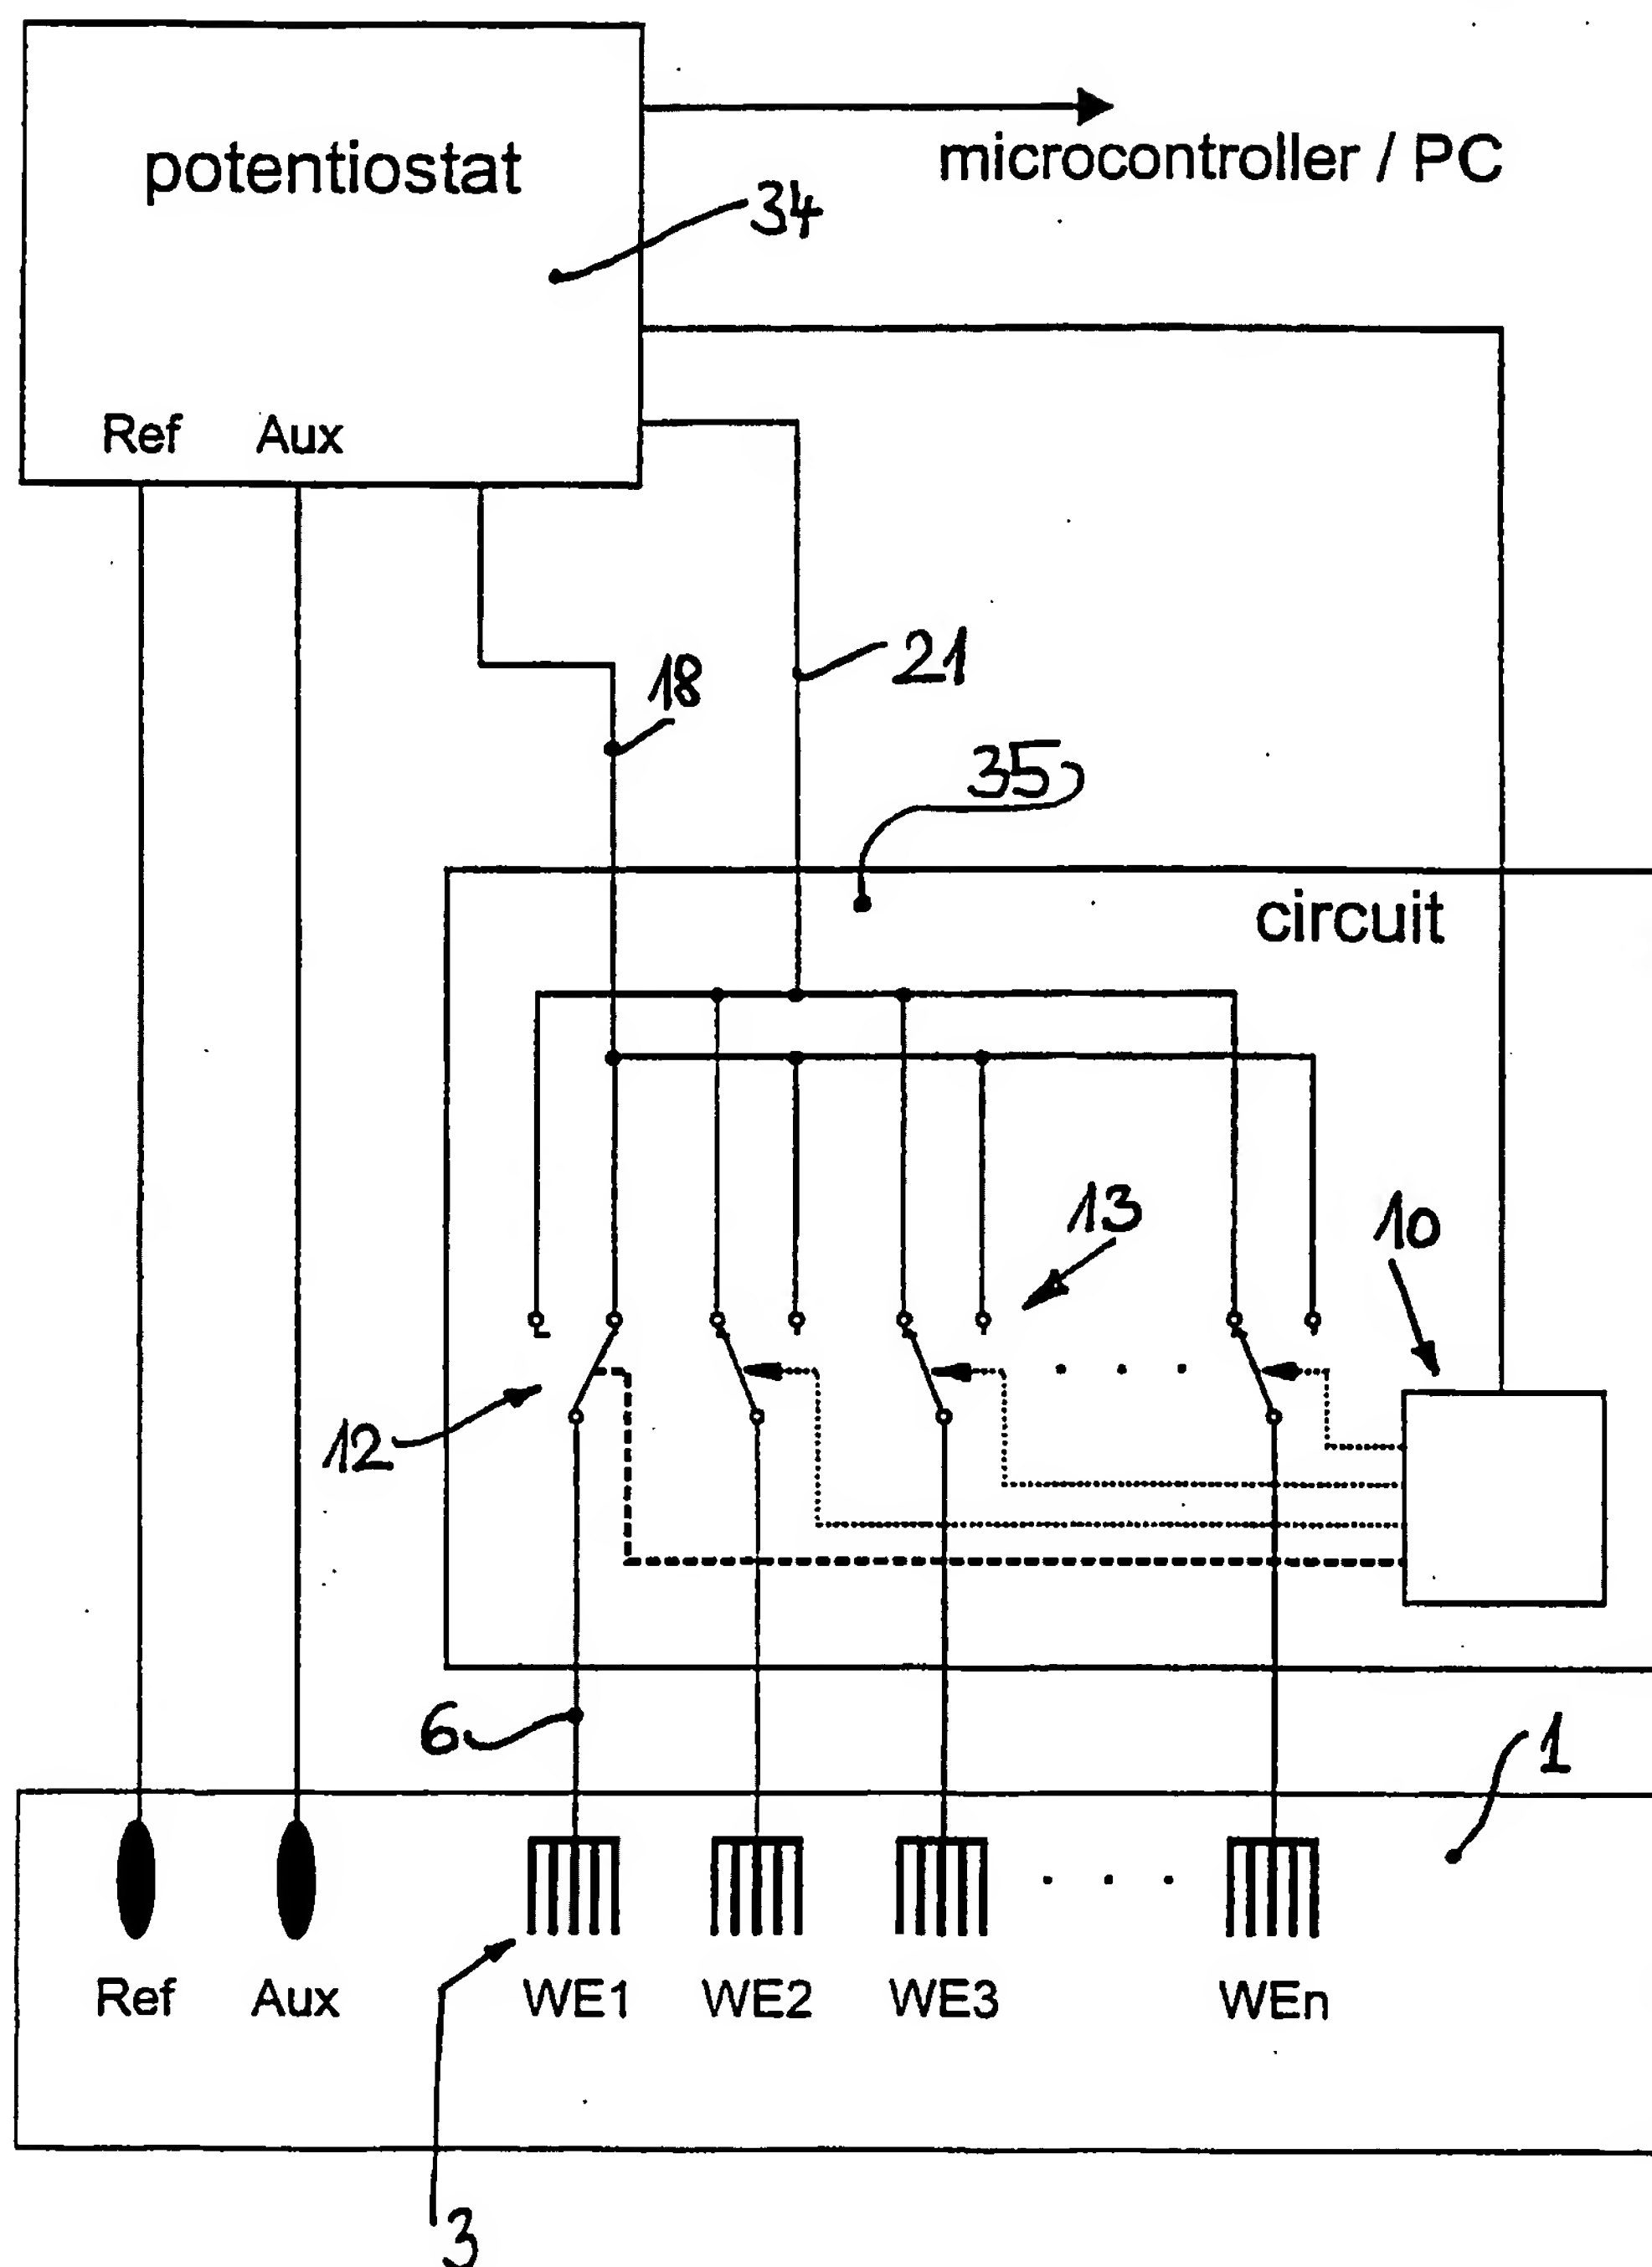 potentiostat
microcontroller / PC
34
Ref Aux
21
18
35
circuit
13
10
12
6
1
Ref Aux WE1 WE2 WE3 WEn
3